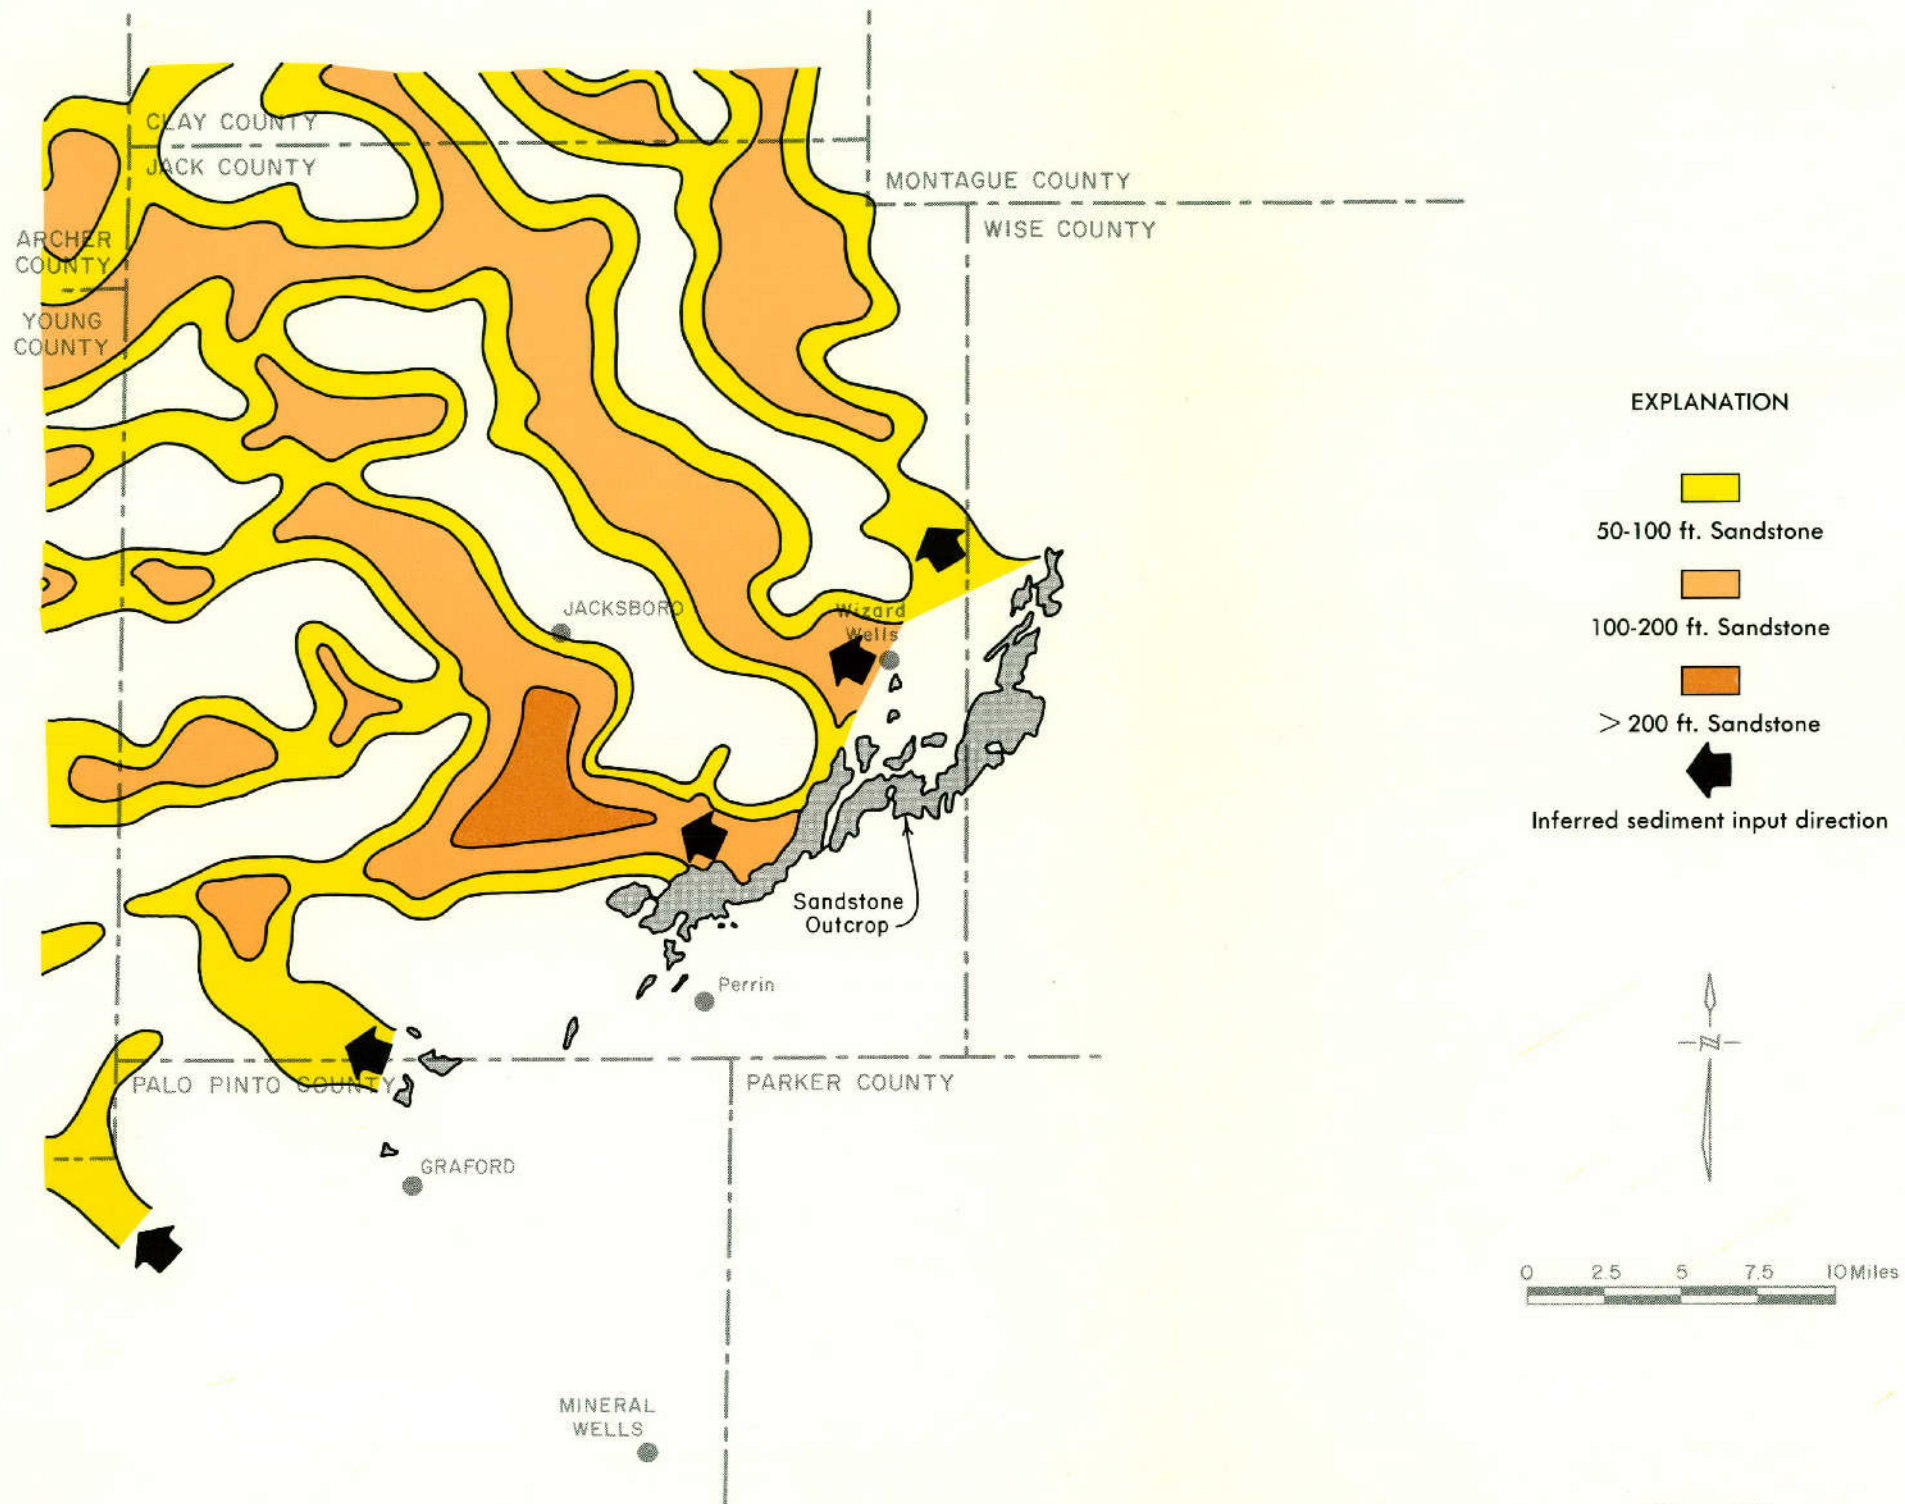 CLAY COUNTY
JACK COUNTY
MONTAGUE COUNTY
WISE COUNTY
ARCHER
COUNTY
YOUNG
COUNTY
EXPLANATION
50-100 ft. Sandstone
100-200 ft. Sandstone
> 200 ft. Sandstone
Inferred sediment input direction
JACKSBORO
Wizard
Wells
Sandstone
Outcrop
Perrin
PALO PINTO COUNTY
PARKER COUNTY
GRAFORD
N
0 2.5 5 7.5 10 Miles
MINERAL
WELLS